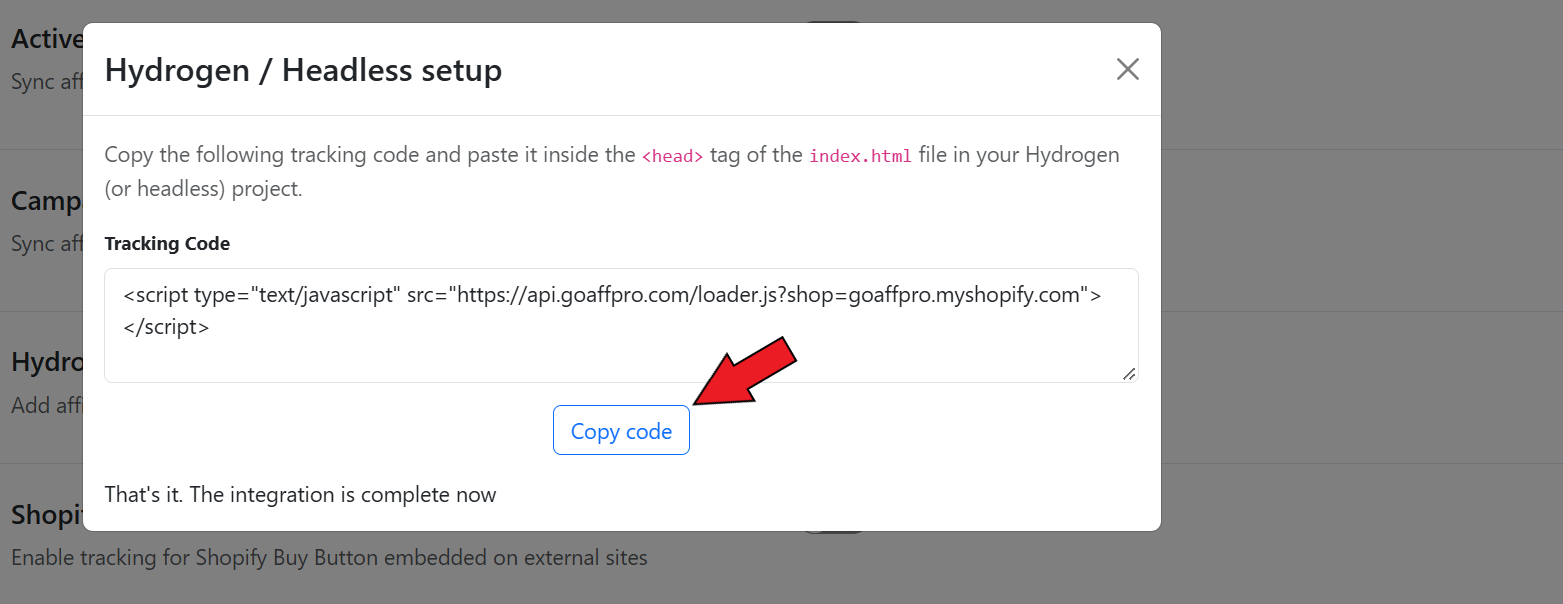 Active
Sync aff
Hydrogen / Headless setup
Copy the following tracking code and paste it inside the <head> tag of the index.html file in your Hydrogen
(or headless) project.
Camp
Sync aff
Tracking Code
<script type="text/javascript" src="https://api.goaffpro.com/loader.js?shop=goaffpro.myshopify.com">
</script>
Hydro
Add aff
Copy code
That's it. The integration is complete now
Shopif
Enable tracking for Shopify Buy Button embedded on external sites